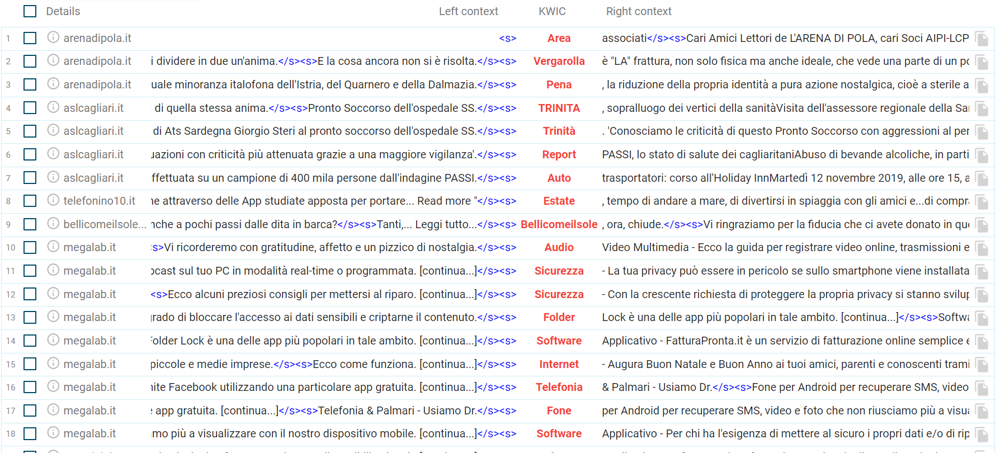 Details Left context KWIC Right context
1 arenadipola.it <s> Area associati</s><s>Cari Amici Lettori de L'ARENA DI POLA, cari Soci AIPI-LCP
2 arenadipola.it i dividere in due un'anima.</s><s>E la cosa ancora non si è risolta.</s><s> Vergarolla è "LA" frattura, non solo fisica ma anche ideale, che vede una parte di un po
3 arenadipola.it uale minoranza italofona dell'Istria, del Quarnero e della Dalmazia.</s><s> Pena , la riduzione della propria identità a pura azione nostalgica, cioè a sterile a
4 aslcagliari.it di quella stessa anima.</s><s>Pronto Soccorso dell'ospedale SS.</s><s> TRINITA , sopralluogo dei vertici della sanitàVisita dell'assessore regionale della Sar
5 aslcagliari.it di Ats Sardegna Giorgio Steri al pronto soccorso dell'ospedale SS.</s><s> Trinità . 'Conosciamo le criticità di questo Pronto Soccorso con aggressioni al per
6 aslcagliari.it uazioni con criticità più attenuata grazie a una maggiore vigilanza'.</s><s> Report PASSI, lo stato di salute dei cagliaritaniAbuso di bevande alcoliche, in parti
7 aslcagliari.it ffettuata su un campione di 400 mila persone dall'indagine PASSI.</s><s> Auto trasportatori: corso all'Holiday InnMartedì 12 novembre 2019, alle ore 15, a
8 telefonino10.it ne attraverso delle App studiate apposta per portare... Read more "</s><s> Estate , tempo di andare a mare, di divertirsi in spiaggia con gli amici e...di compra
9 bellicomeilsole... nche a pochi passi dalle dita in barca?</s><s>Tanti,... Leggi tutto...</s><s> Bellicomeilsole , ora, chiude.</s><s>Vi ringraziamo per la fiducia che ci avete donato in que
10 megalab.it s>Vi ricorderemo con gratitudine, affetto e un pizzico di nostalgia.</s><s> Audio Video Multimedia - Ecco la guida per registrare video online, trasmissioni e
11 megalab.it ocast sul tuo PC in modalità real-time o programmata. [continua...]</s><s> Sicurezza - La tua privacy può essere in pericolo se sullo smartphone viene installata
12 megalab.it <s>Ecco alcuni preziosi consigli per mettersi al riparo. [continua...]</s><s> Sicurezza - Con la crescente richiesta di proteggere la propria privacy si stanno svilup
13 megalab.it grado di bloccare l'accesso ai dati sensibili e criptarne il contenuto.</s><s> Folder Lock è una delle app più popolari in tale ambito. [continua...]</s><s>Softwa
14 megalab.it Folder Lock è una delle app più popolari in tale ambito. [continua...]</s><s> Software Applicativo - FatturaPronta.it è un servizio di fatturazione online semplice e
15 megalab.it piccole e medie imprese.</s><s>Ecco come funziona. [continua...]</s><s> Internet - Augura Buon Natale e Buon Anno ai tuoi amici, parenti e conoscenti trami
16 megalab.it nite Facebook utilizzando una particolare app gratuita. [continua...]</s><s> Telefonia & Palmari - Usiamo Dr.</s><s>Fone per Android per recuperare SMS, video
17 megalab.it e app gratuita. [continua...]</s><s>Telefonia & Palmari - Usiamo Dr.</s><s> Fone per Android per recuperare SMS, video e foto che non riusciamo più a visua
18 megalab.it mo più a visualizzare con il nostro dispositivo mobile. [continua...]</s><s> Software Applicativo - Per chi ha l'esigenza di mettere al sicuro i propri dati e/o di rip